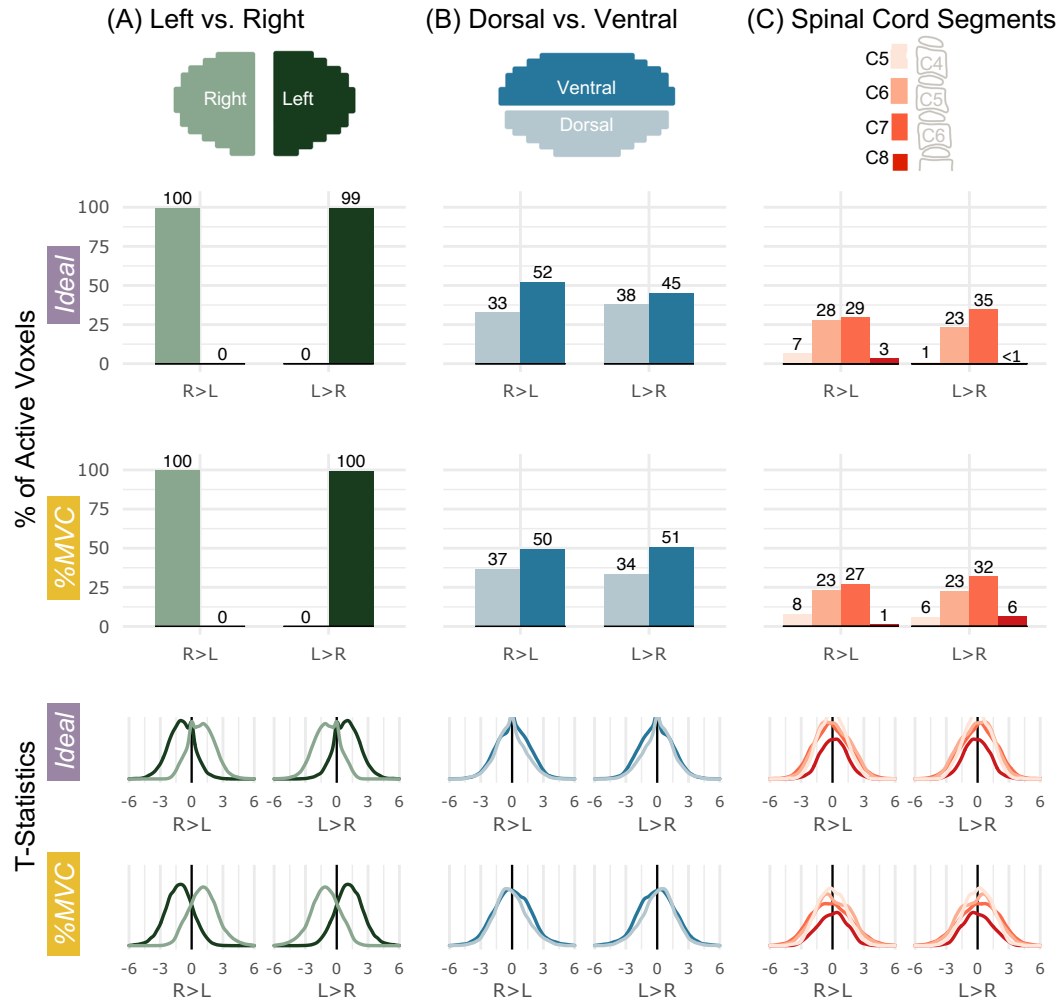 (A) Left vs. Right
(B) Dorsal vs. Ventral
(C) Spinal Cord Segments
Right
Left
Ventral
Dorsal
C5
C6
C7
C8
C4
C5
C6
% of Active Voxels
Ideal
100
75
50
25
0
100
0
0
99
R>L
L>R
33
52
38
45
R>L
L>R
7
28
29
3
1
23
35
<1
R>L
L>R
%MVC
100
75
50
25
0
100
0
0
100
R>L
L>R
37
50
34
51
R>L
L>R
8
23
27
1
6
23
32
6
R>L
L>R
T-Statistics
Ideal
-6 -3 0 3 6
R>L
-6 -3 0 3 6
L>R
-6 -3 0 3 6
R>L
-6 -3 0 3 6
L>R
-6 -3 0 3 6
R>L
-6 -3 0 3 6
L>R
%MVC
-6 -3 0 3 6
R>L
-6 -3 0 3 6
L>R
-6 -3 0 3 6
R>L
-6 -3 0 3 6
L>R
-6 -3 0 3 6
R>L
-6 -3 0 3 6
L>R